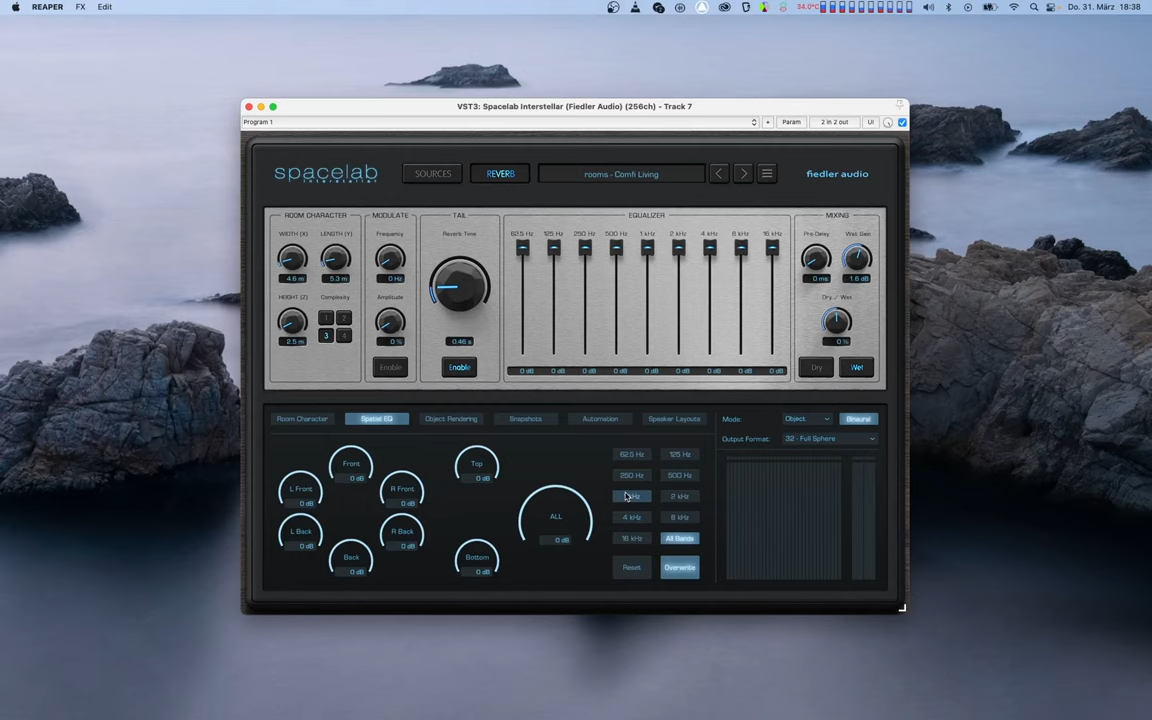 REAPER FX Edit
34.0°C
Do. 31. März 18:38
VST3: Spacelab Interstellar (Fiedler Audio) (256ch) - Track 7
Program 1
+ Param 2 in 2 out UI
spacelab
interstellar
SOURCES REVERB rooms - Comfi Living fiedler audio
ROOM CHARACTER MODULATE TAIL EQUALIZER MIXING
WIDTH (X) LENGTH (Y) Frequency Reverb Time 62.5 Hz 125 Hz 250 Hz 500 Hz 1 kHz 2 kHz 4 kHz 8 kHz 16 kHz Pre-Delay Wet Gain
4.6 m 5.3 m 0 Hz 0 ms 1.6 dB
HEIGHT (Z) Complexity Amplitude Dry / Wet
1 2
3 4
2.5 m 0 % 0.46 s 0 %
Enable Enable 0 dB 0 dB 0 dB 0 dB 0 dB 0 dB 0 dB 0 dB 0 dB Dry Wet
Room Character Spatial EQ Object Rendering Snapshots Automation Speaker Layouts Mode: Object Binaural
Output Format: 32 - Full Sphere
Front Top 62.5 Hz 125 Hz
0 dB 0 dB 250 Hz 500 Hz
L Front R Front kHz 2 kHz
0 dB 0 dB ALL 4 kHz 8 kHz
L Back R Back 16 kHz All Bands
0 dB 0 dB 0 dB
Back Bottom Reset Overwrite
0 dB 0 dB